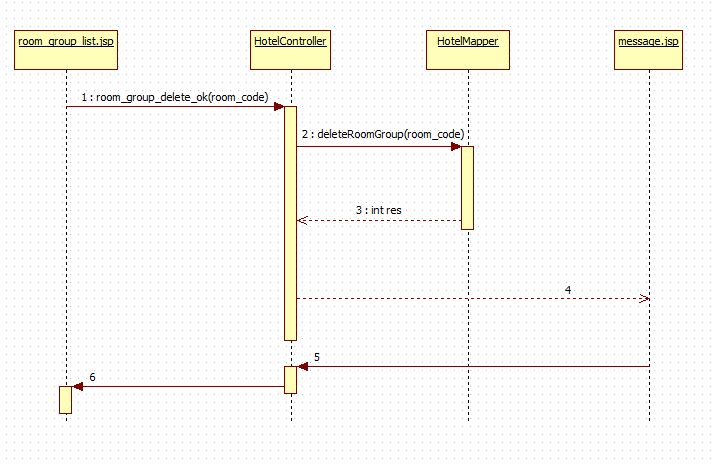 room_group_list.jsp
HotelController
HotelMapper
message.jsp
1 : room_group_delete_ok(room_code)
2 : deleteRoomGroup(room_code)
3 : int res
4
5
6